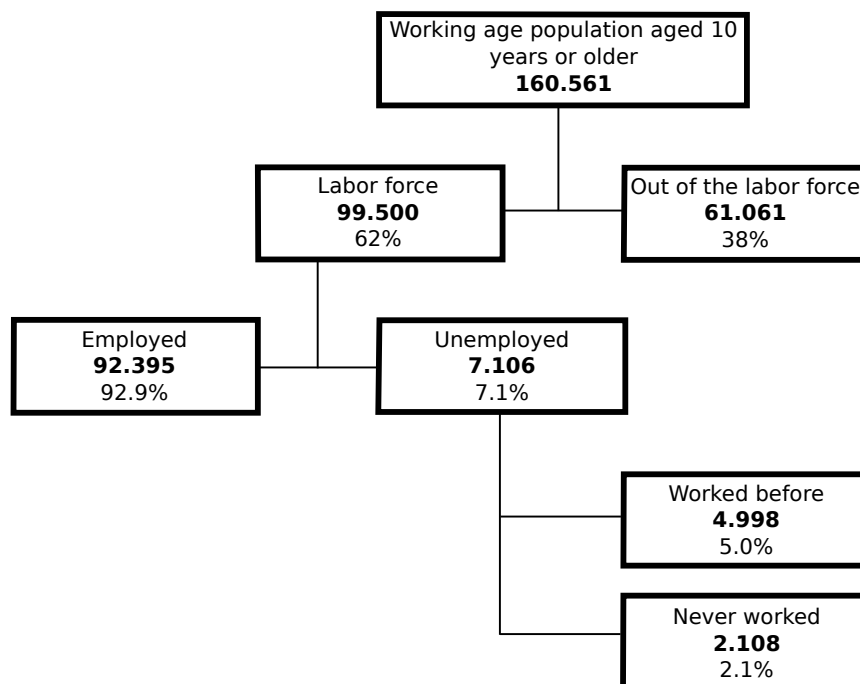 Working age population aged 10
years or older
160.561
Labor force
99.500
62%
Out of the labor force
61.061
38%
Employed
92.395
92.9%
Unemployed
7.106
7.1%
Worked before
4.998
5.0%
Never worked
2.108
2.1%